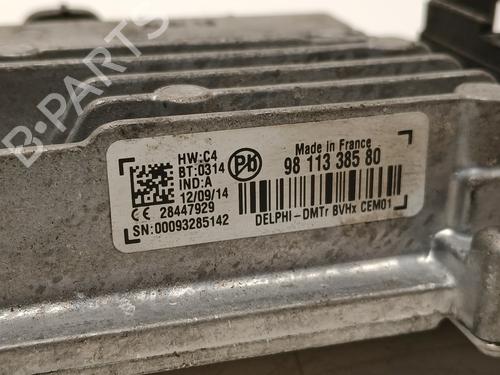 B-PARTS
HW:C4
BT:0314
IND:A
12/09/14
CE 28447929
SN:00093285142
Pb
Made in France
98 113 385 80
DELPHI-DMTr BVHx CEM01